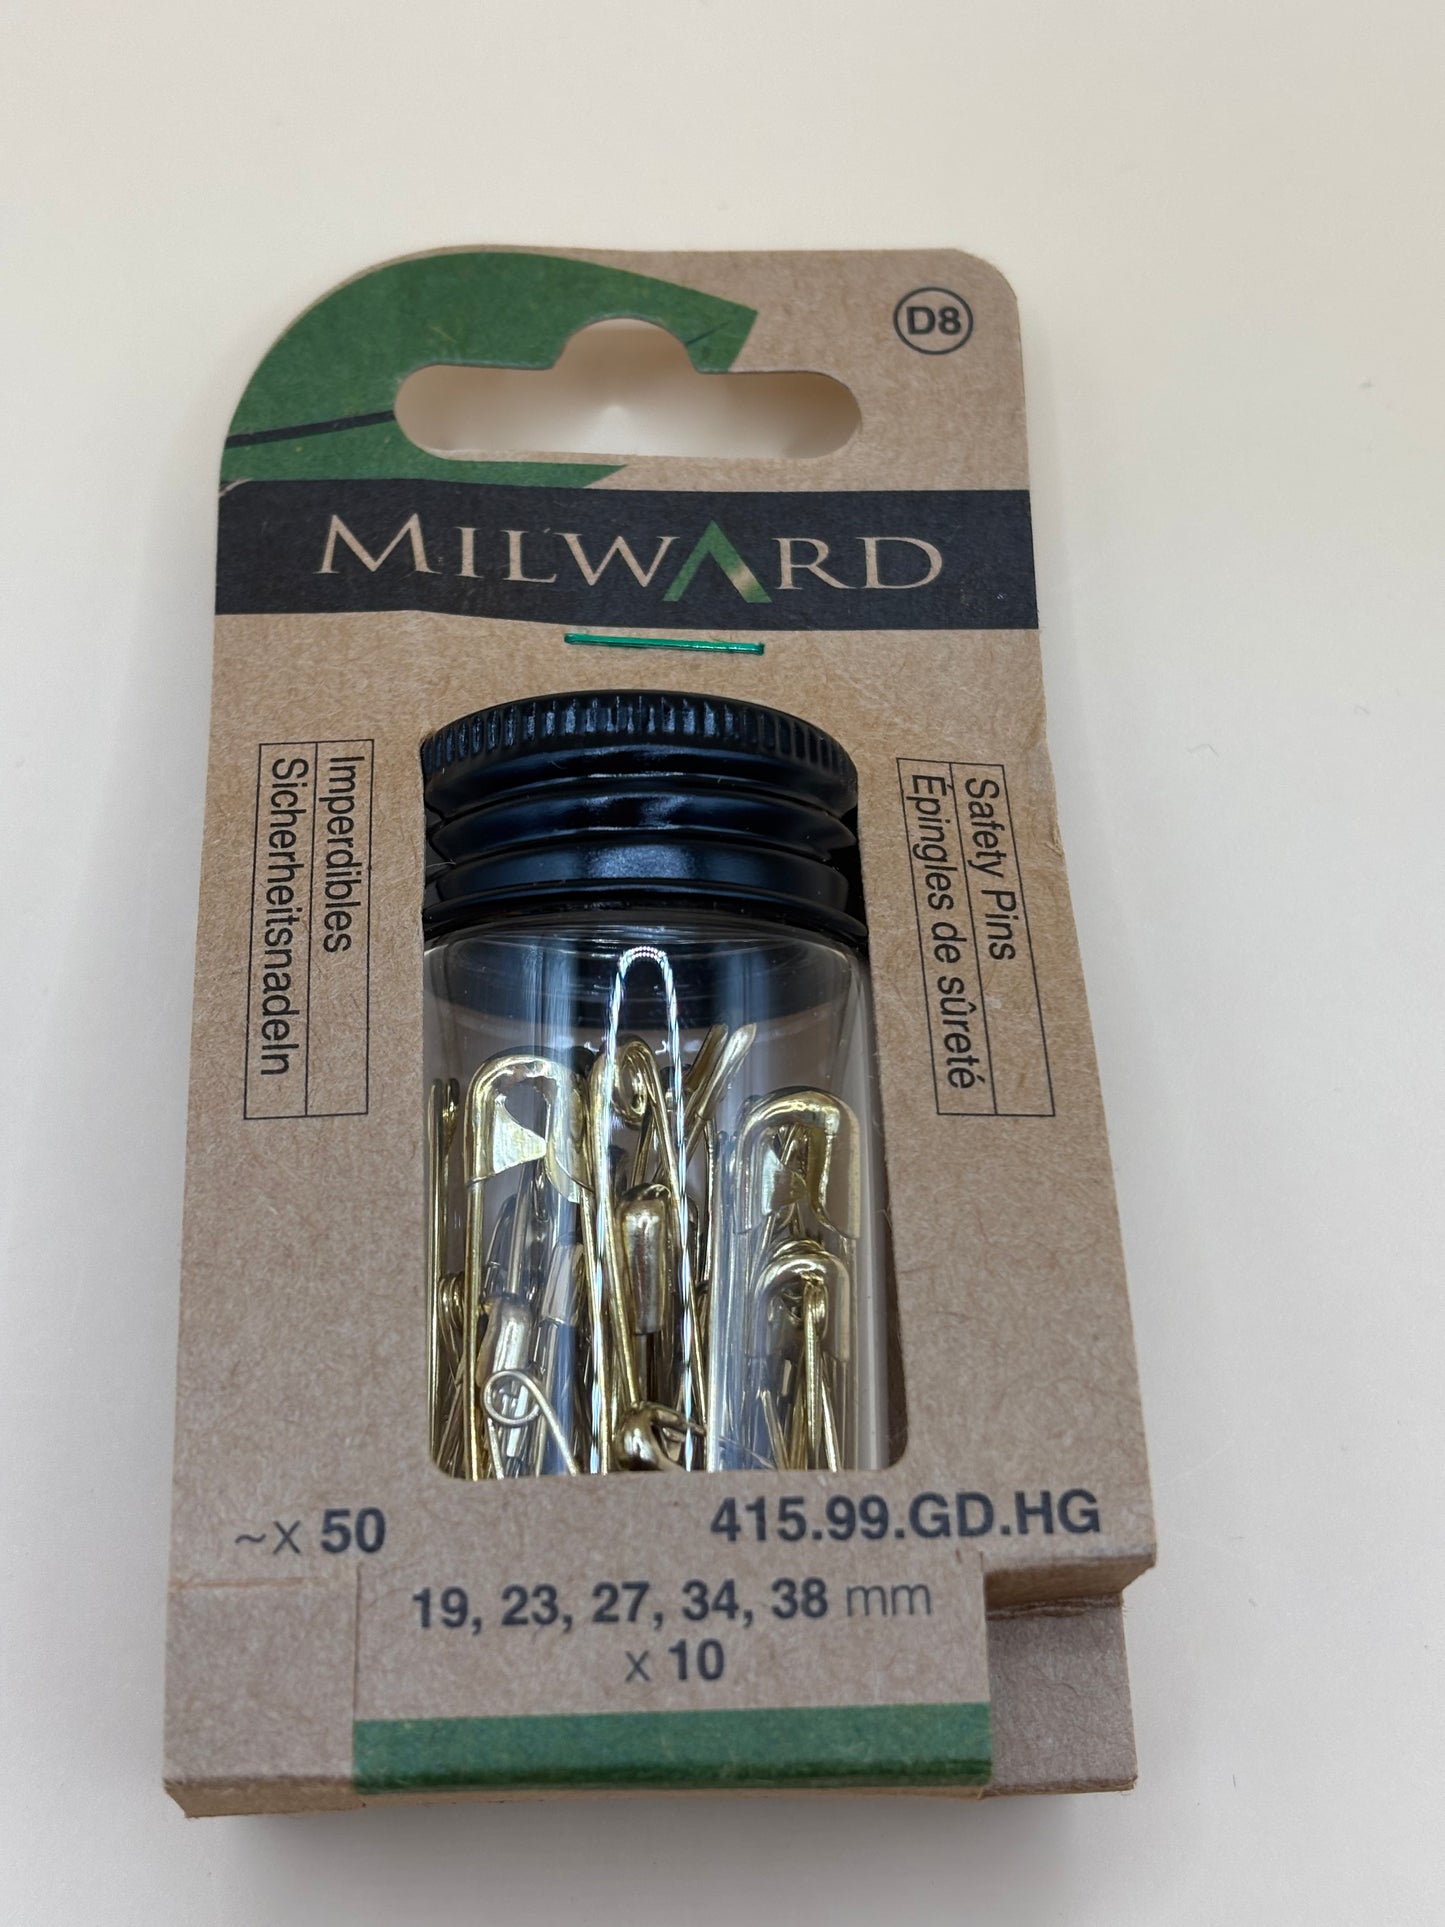 D8
MILWARD
Safety Pins
Épingles de sûreté
Imperdibles
Sicherheitsnadeln
~x 50
415.99.GD.HG
19, 23, 27, 34, 38 mm
x 10